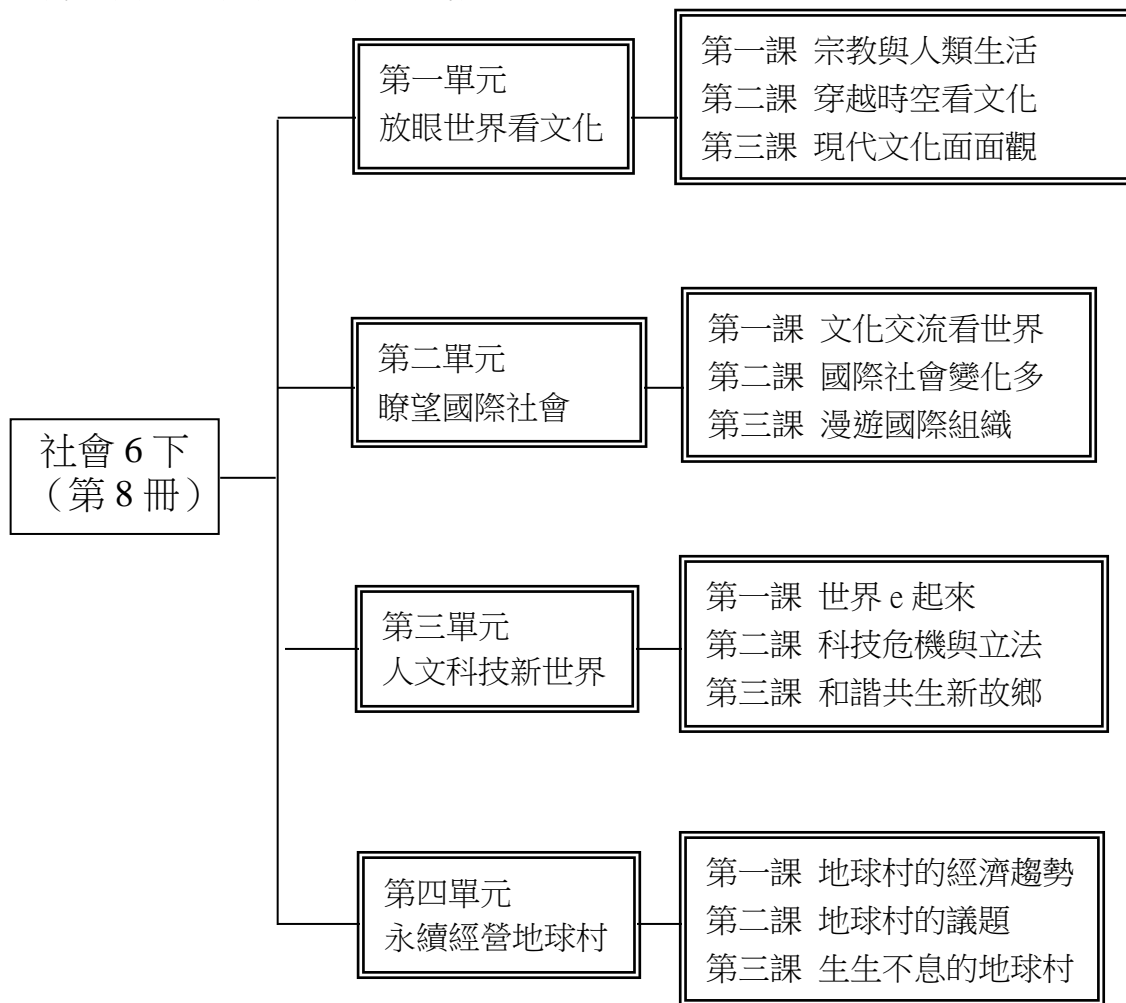 社會 6 下
（第 8 冊）
第一單元
放眼世界看文化
第一課 宗教與人類生活
第二課 穿越時空看文化
第三課 現代文化面面觀
第二單元
瞭望國際社會
第一課 文化交流看世界
第二課 國際社會變化多
第三課 漫遊國際組織
第三單元
人文科技新世界
第一課 世界 e 起來
第二課 科技危機與立法
第三課 和諧共生新故鄉
第四單元
永續經營地球村
第一課 地球村的經濟趨勢
第二課 地球村的議題
第三課 生生不息的地球村